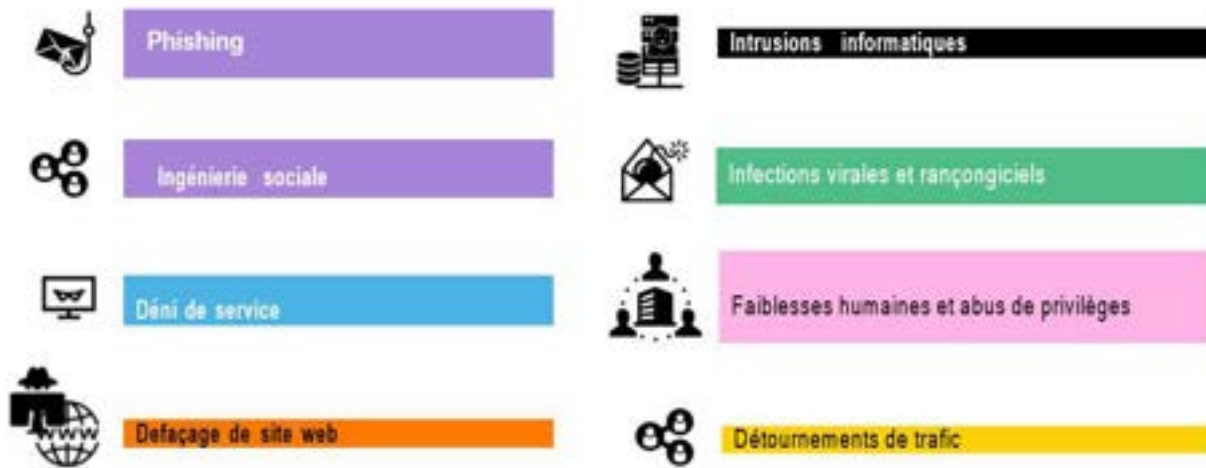 Phishing
Ingénierie sociale
Déni de service
Defaçage de site web
Intrusions informatiques
Infections virales et rançongiciels
Faiblesses humaines et abus de privilèges
Détournements de trafic